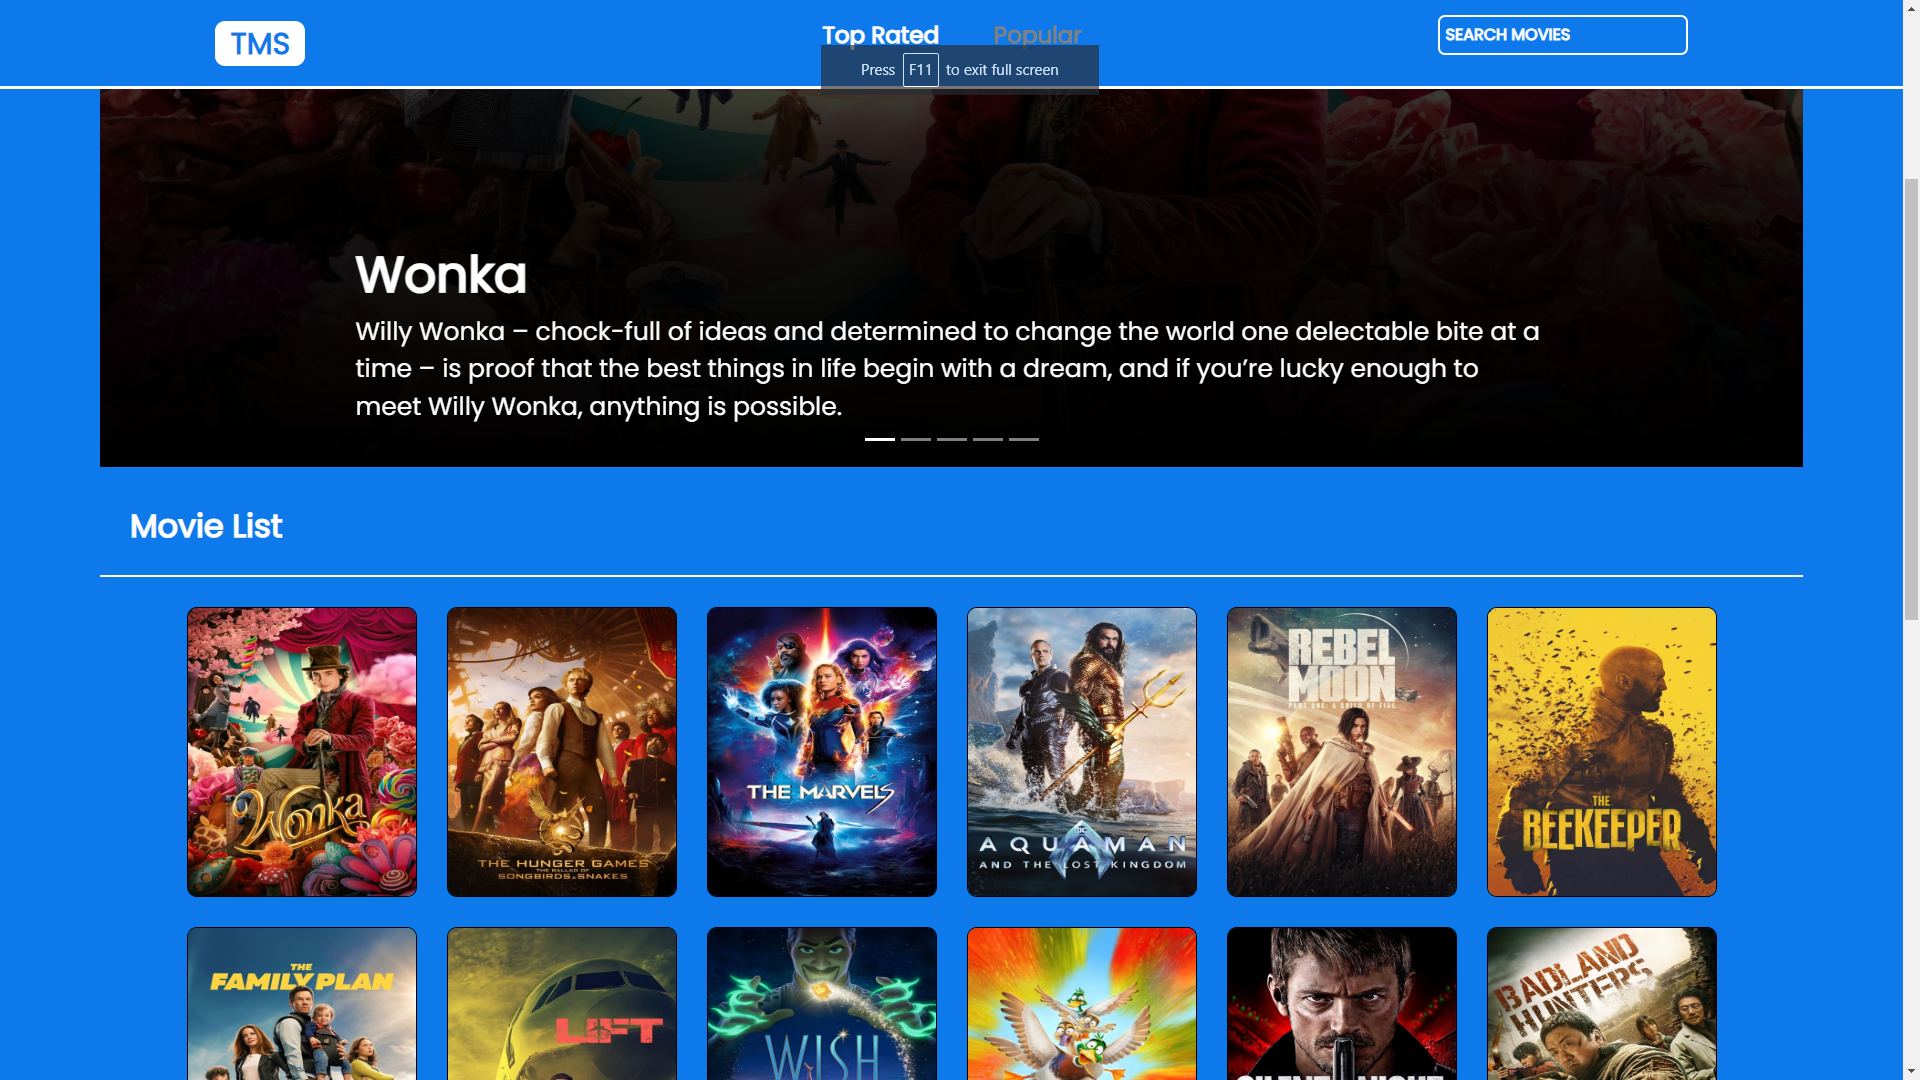 TMS
Top Rated
Popular
SEARCH MOVIES
Press F11 to exit full screen
Wonka
Willy Wonka – chock-full of ideas and determined to change the world one delectable bite at a
time – is proof that the best things in life begin with a dream, and if you’re lucky enough to
meet Willy Wonka, anything is possible.
Movie List
Wonka
THE HUNGER GAMES
THE BALLAD OF
SONGBIRDS & SNAKES
THE MARVELS
DC
AQUAMAN
AND THE LOST KINGDOM
REBEL
MOON
PART ONE: A CHILD OF FIRE
THE
BEEKEEPER
THE
FAMILY PLAN
LIFT
WISH
SILENT NIGHT
BADLAND
HUNTERS